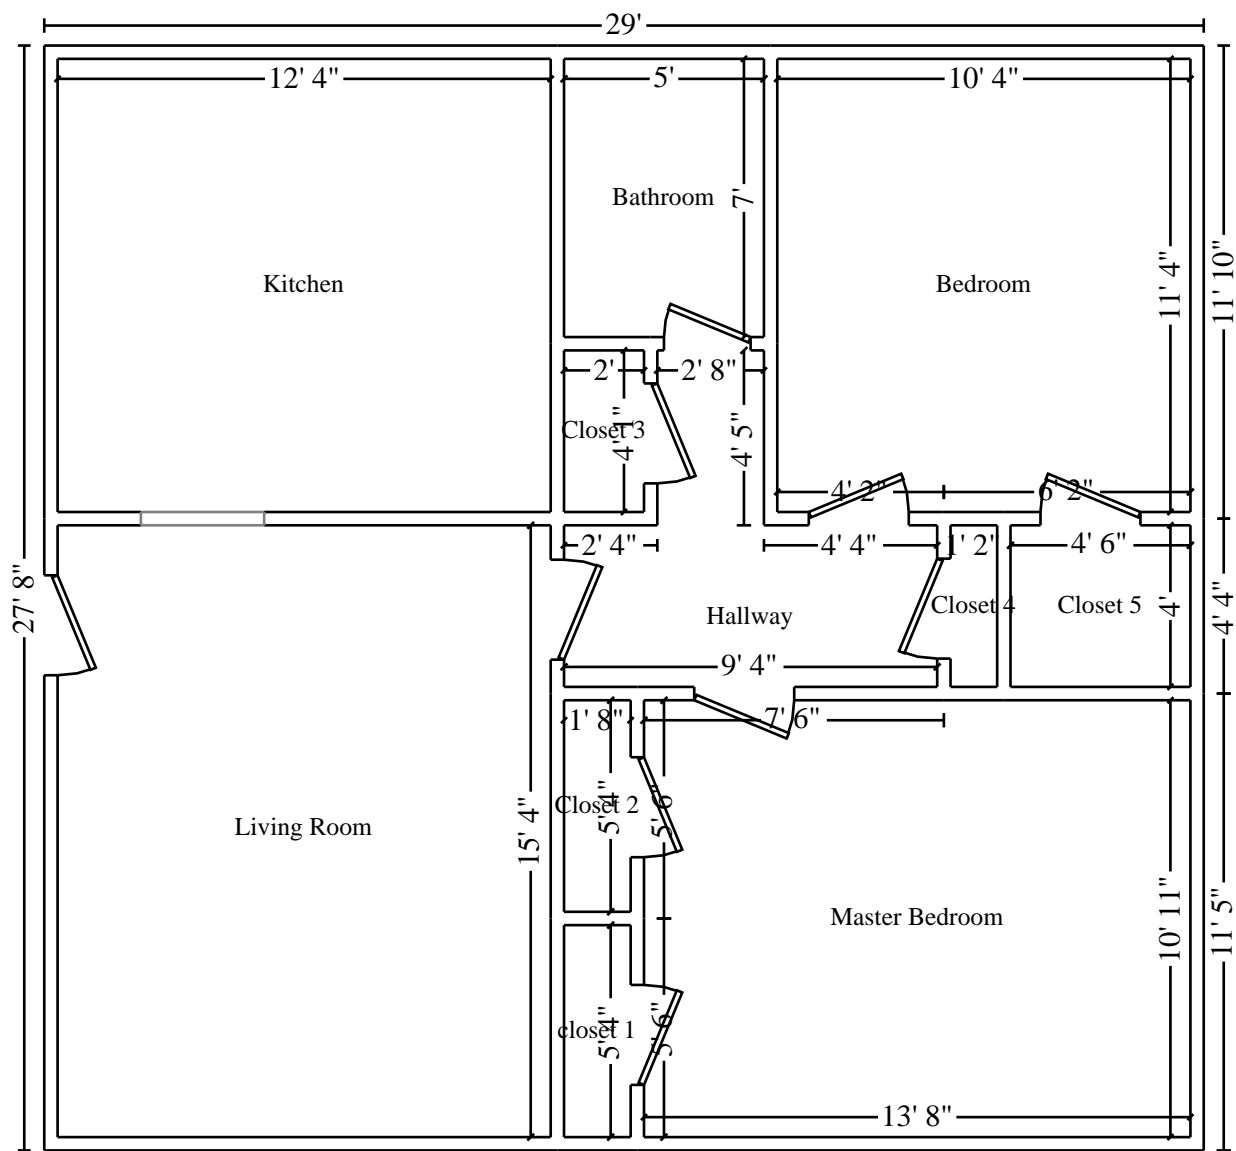 29'
12' 4"
5'
10' 4"
Bathroom
7'
Kitchen
Bedroom
11' 4"
11' 10"
2'
2' 8"
Closet 3
4' 1"
4' 5"
4' 2"
6' 2"
2' 4"
4' 4"
1' 2"
4' 6"
27' 8"
Hallway
Closet 4
Closet 5
4'
4' 4"
9' 4"
1' 8"
7' 6"
Closet 2
5' 4"
5' 6"
Living Room
15' 4"
Master Bedroom
10' 11"
11' 5"
closet 1
5' 4"
5' 6"
13' 8"